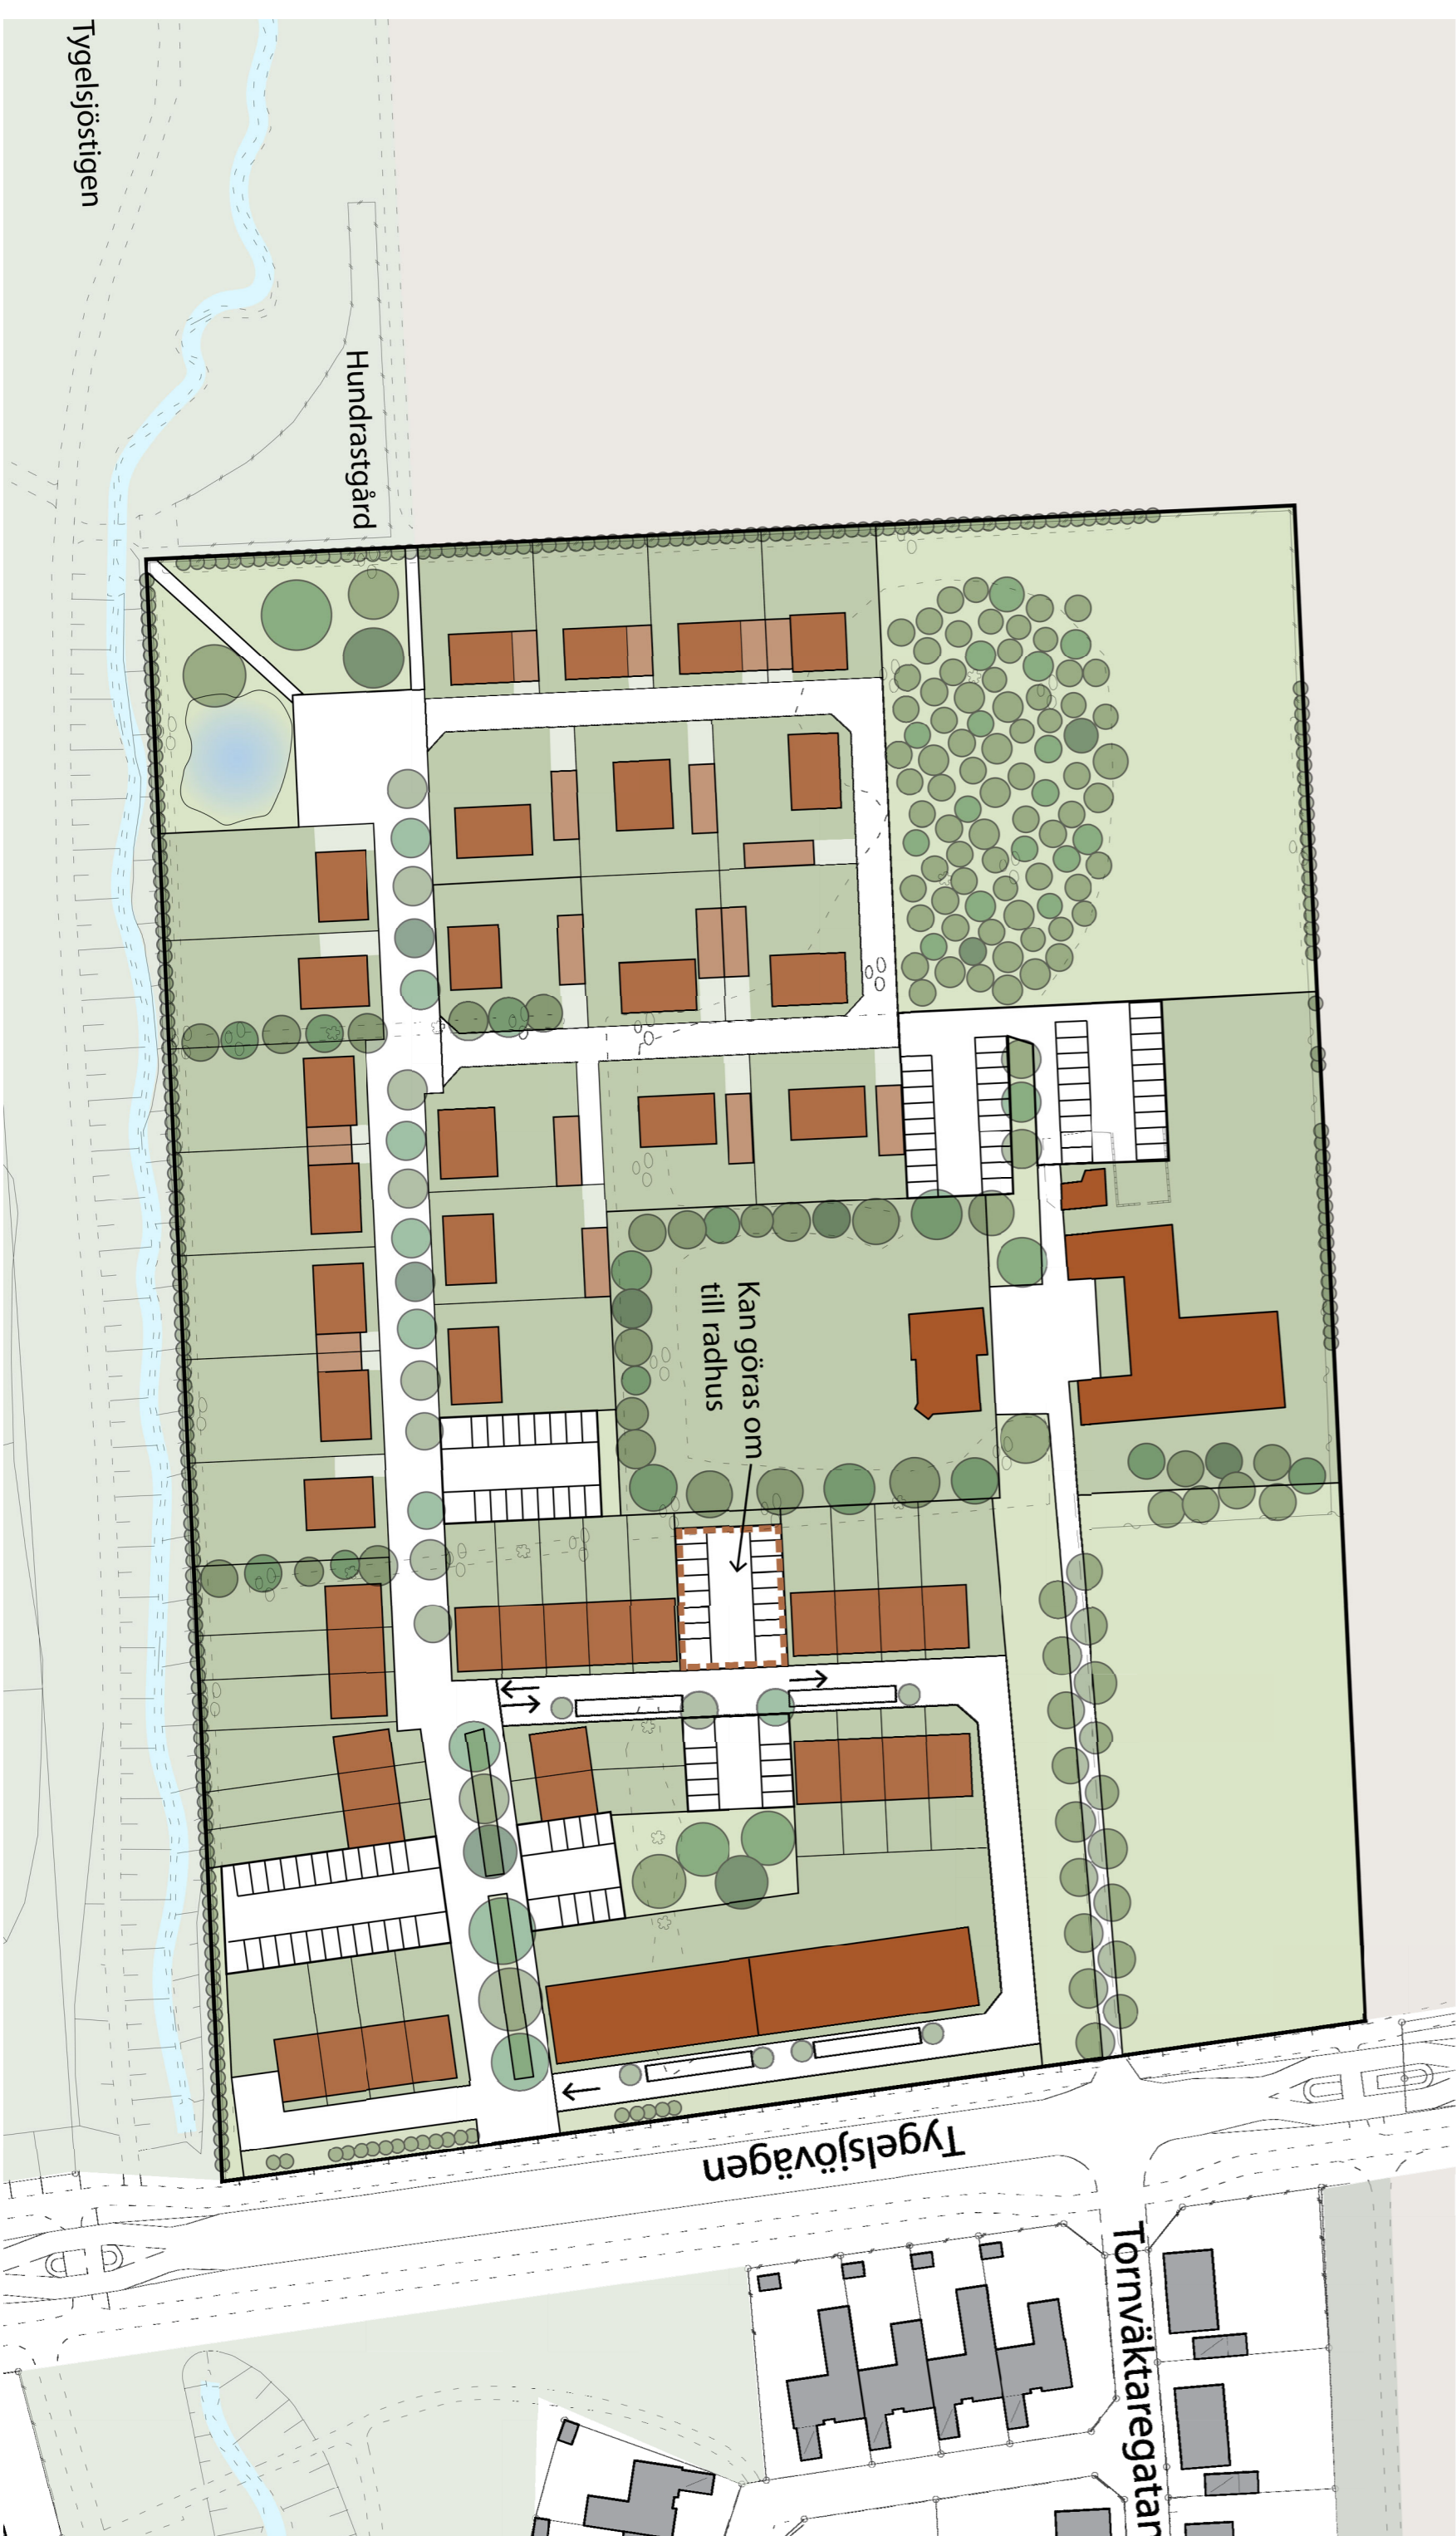 Tygelsjöstigen
Hundrastgård
Kan göras om
till radhus
Tygelsjövägen
Tornväktaregatan